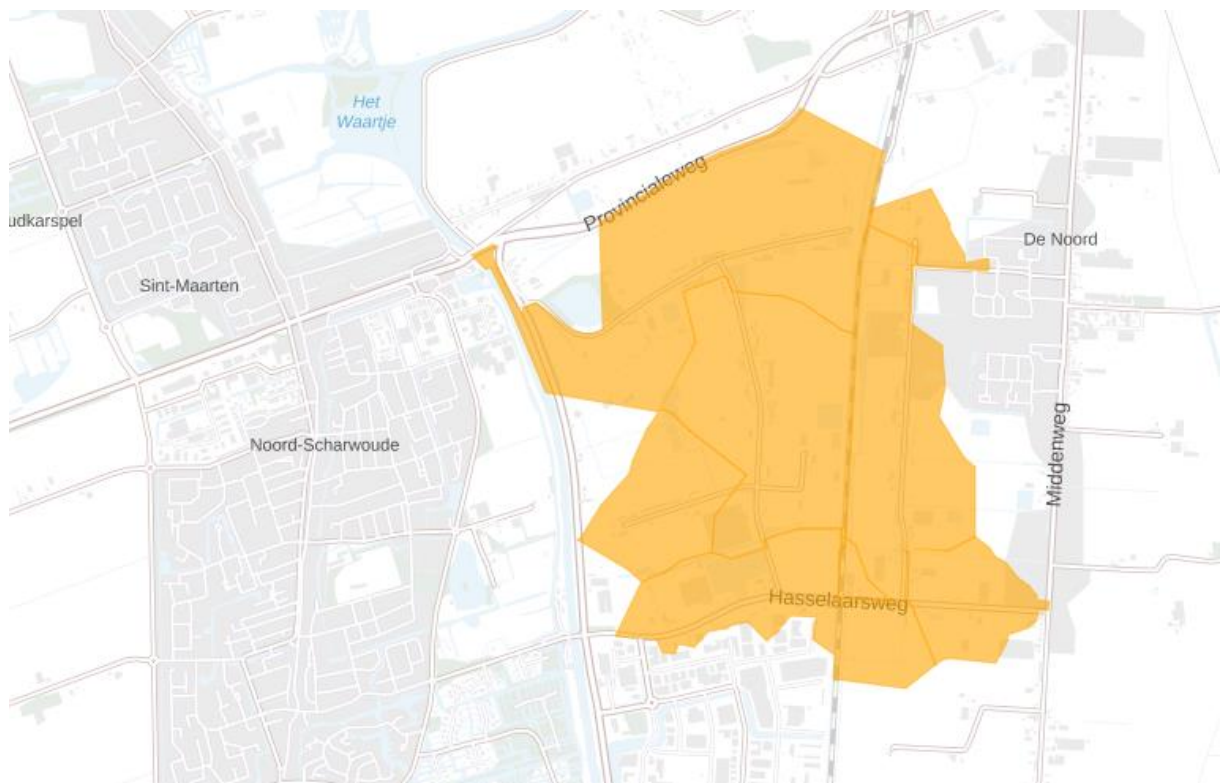 Het
Waartje
Provincialeweg
udkarspel
De Noord
Sint-Maarten
Noord-Scharwoude
Middenweg
Hasselaarsweg